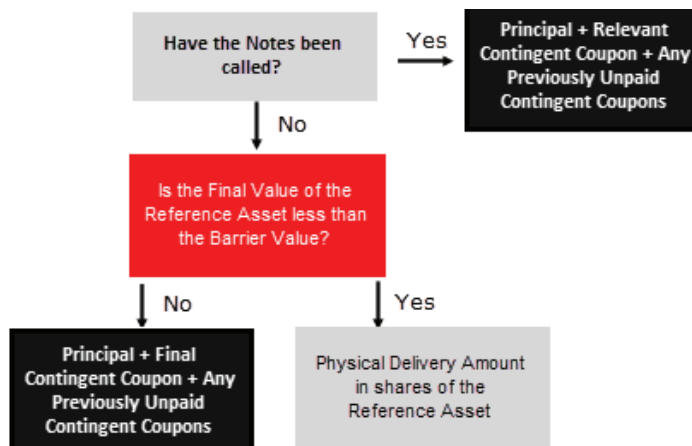 Have the Notes been
called?
Yes
Principal + Relevant
Contingent Coupon + Any
Previously Unpaid
Contingent Coupons
No
Is the Final Value of the
Reference Asset less than
the Barrier Value?
No
Yes
Principal + Final
Contingent Coupon + Any
Previously Unpaid
Contingent Coupons
Physical Delivery Amount
in shares of the
Reference Asset